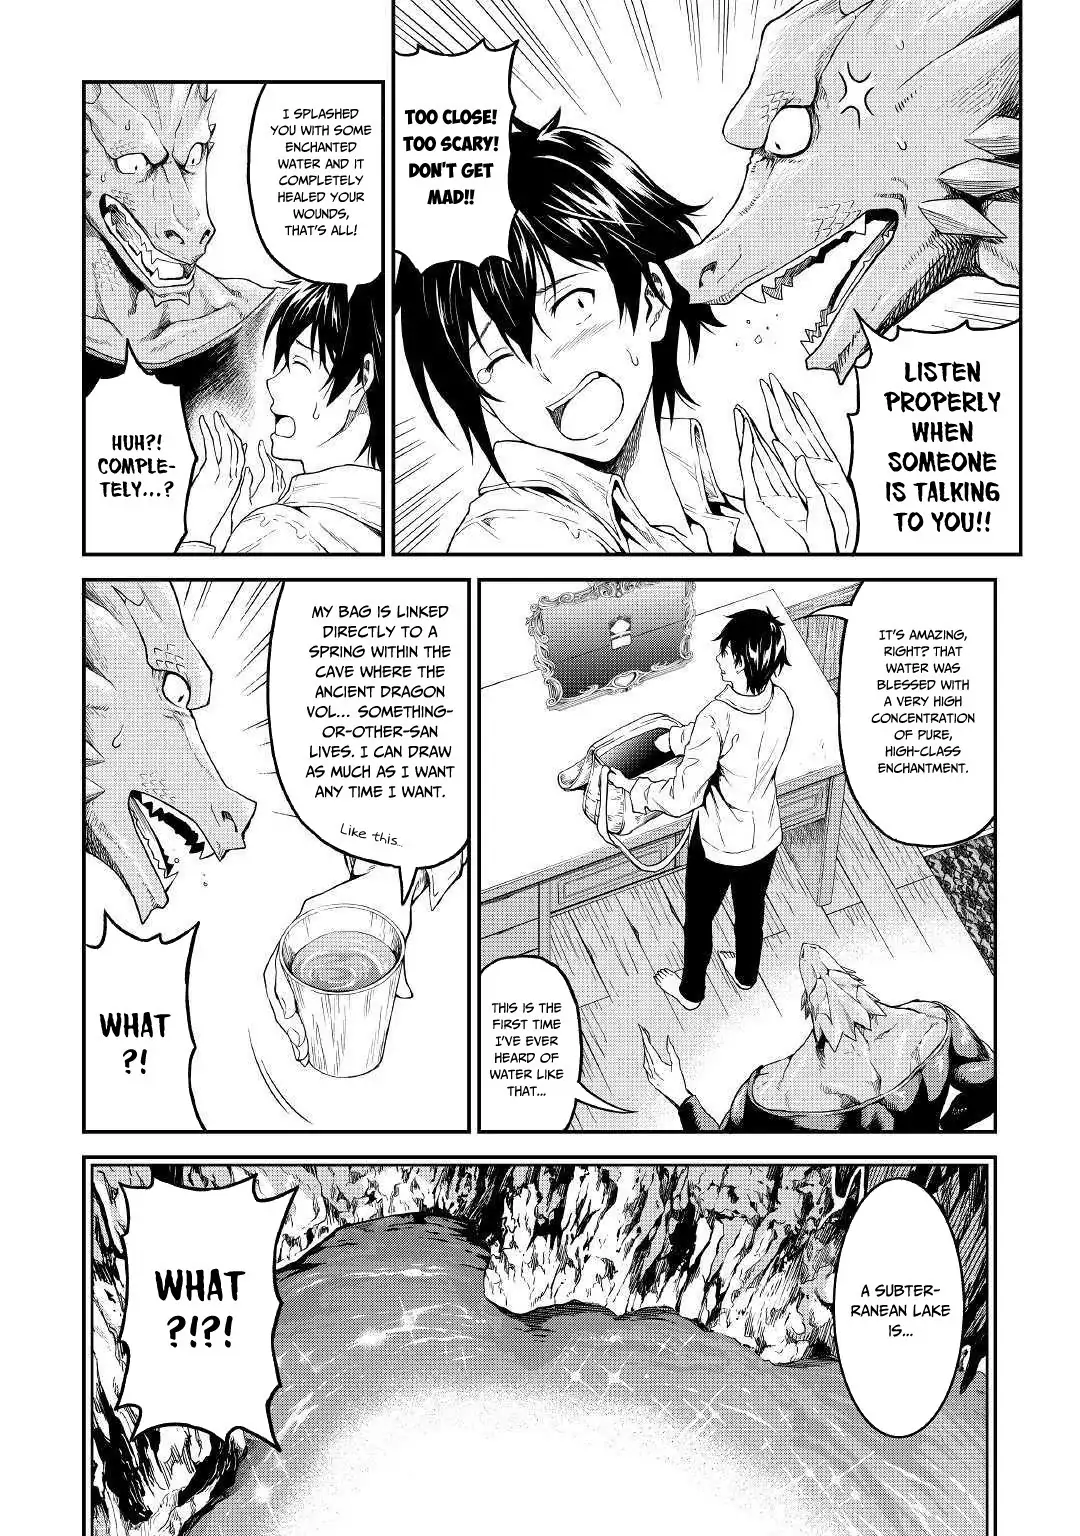 LISTEN
PROPERLY
WHEN
SOMEONE
IS TALKING
TO YOU!!
TOO CLOSE!
TOO SCARY!
DON'T GET
MAD!!
I SPLASHED
YOU WITH SOME
ENCHANTED
WATER AND IT
COMPLETELY
HEALED YOUR
WOUNDS,
THAT'S ALL!
HUH?!
COMPLE-
TELY...?
IT'S AMAZING,
RIGHT? THAT
WATER WAS
BLESSED WITH
A VERY HIGH
CONCENTRATION
OF PURE,
HIGH-CLASS
ENCHANTMENT.
THIS IS THE
FIRST TIME
I'VE EVER
HEARD OF
WATER LIKE
THAT...
MY BAG IS LINKED
DIRECTLY TO A
SPRING WITHIN THE
CAVE WHERE THE
ANCIENT DRAGON
VOL... SOMETHING-
OR-OTHER-SAN
LIVES. I CAN DRAW
AS MUCH AS I WANT
ANY TIME I WANT.
Like this...
WHAT
?!
A SUBTER-
RANEAN LAKE
IS...
WHAT
?!?!